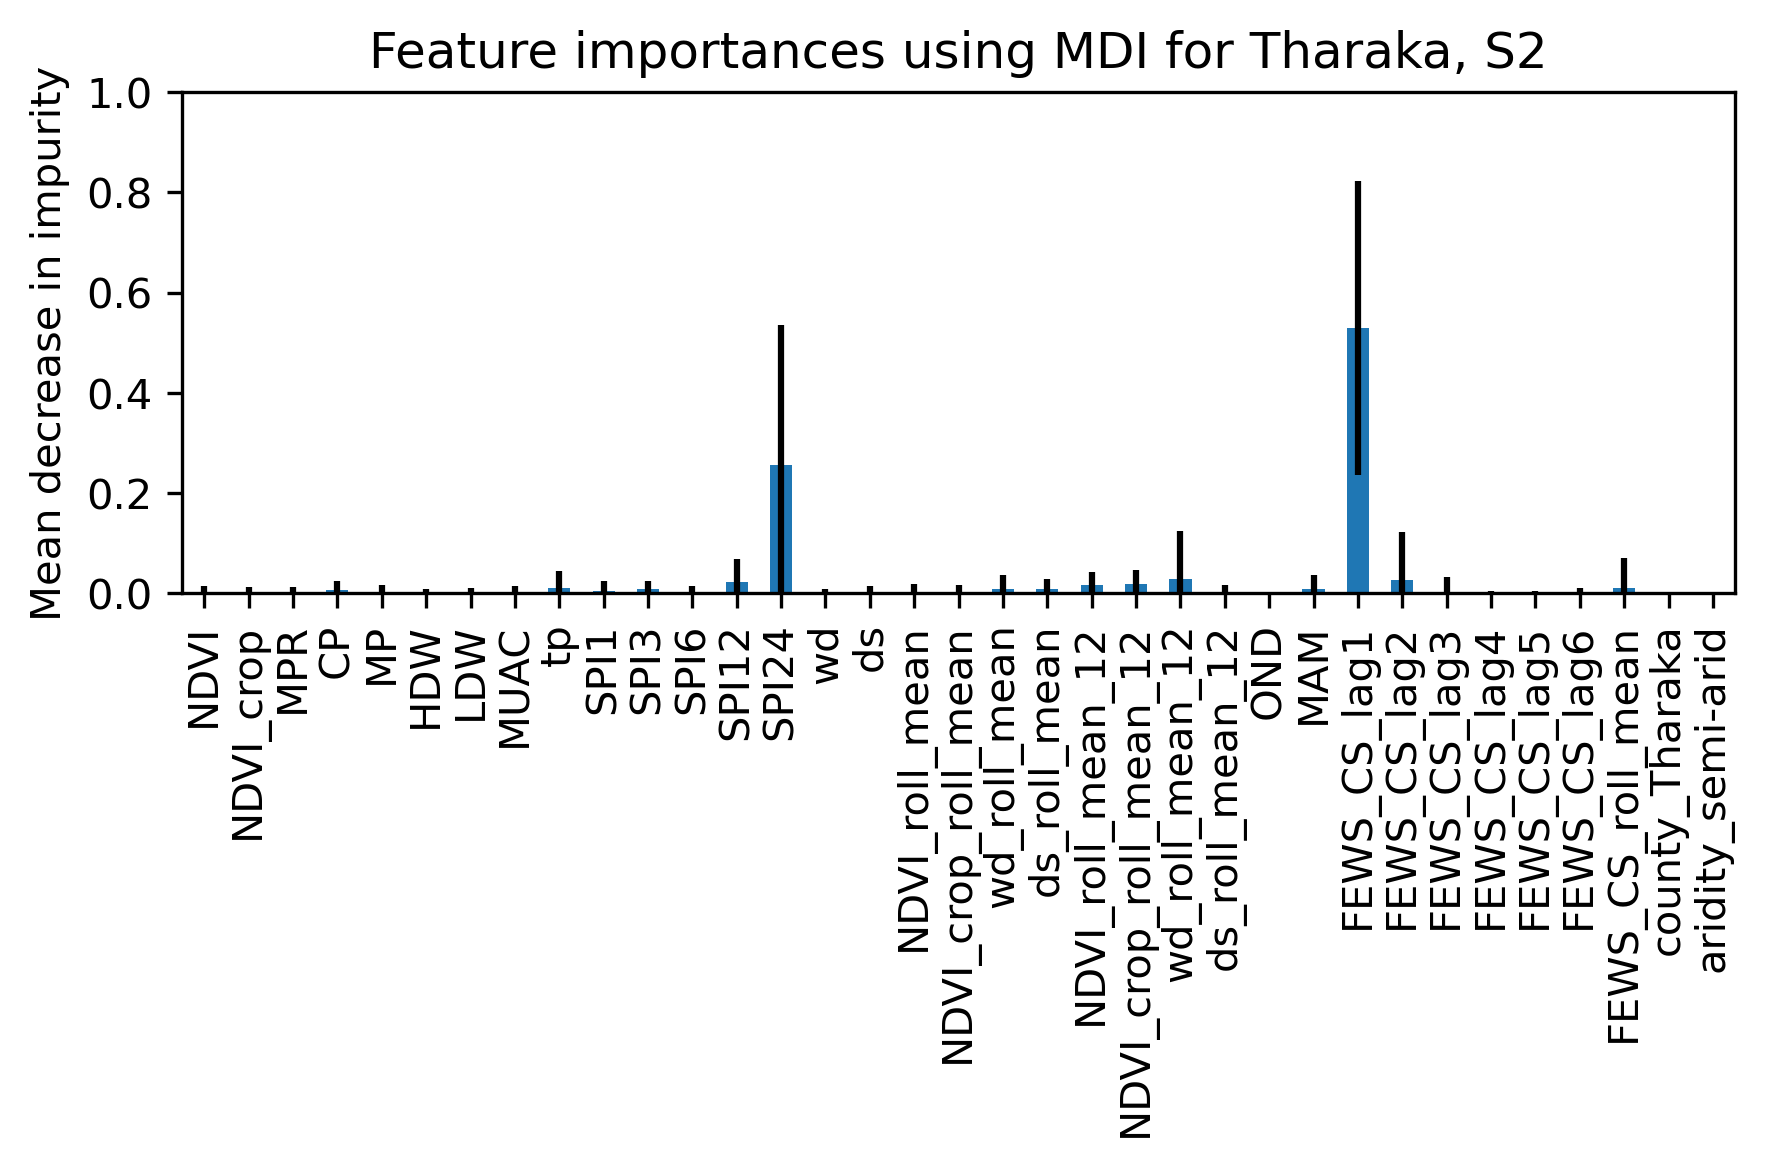 Feature importances using MDI for Tharaka, S2
Mean decrease in impurity
1.0
0.8
0.6
0.4
0.2
0.0
NDVI
NDVI_crop
MPR
CP
MP
HDW
LDW
MUAC
tp
SPI1
SPI3
SPI6
SPI12
SPI24
wd
ds
NDVI_roll_mean
NDVI_crop_roll_mean
wd_roll_mean
ds_roll_mean
NDVI_roll_mean_12
NDVI_crop_roll_mean_12
wd_roll_mean_12
ds_roll_mean_12
OND
MAM
FEWS_CS_lag1
FEWS_CS_lag2
FEWS_CS_lag3
FEWS_CS_lag4
FEWS_CS_lag5
FEWS_CS_lag6
FEWS_CS_roll_mean
county_Tharaka
aridity_semi-arid